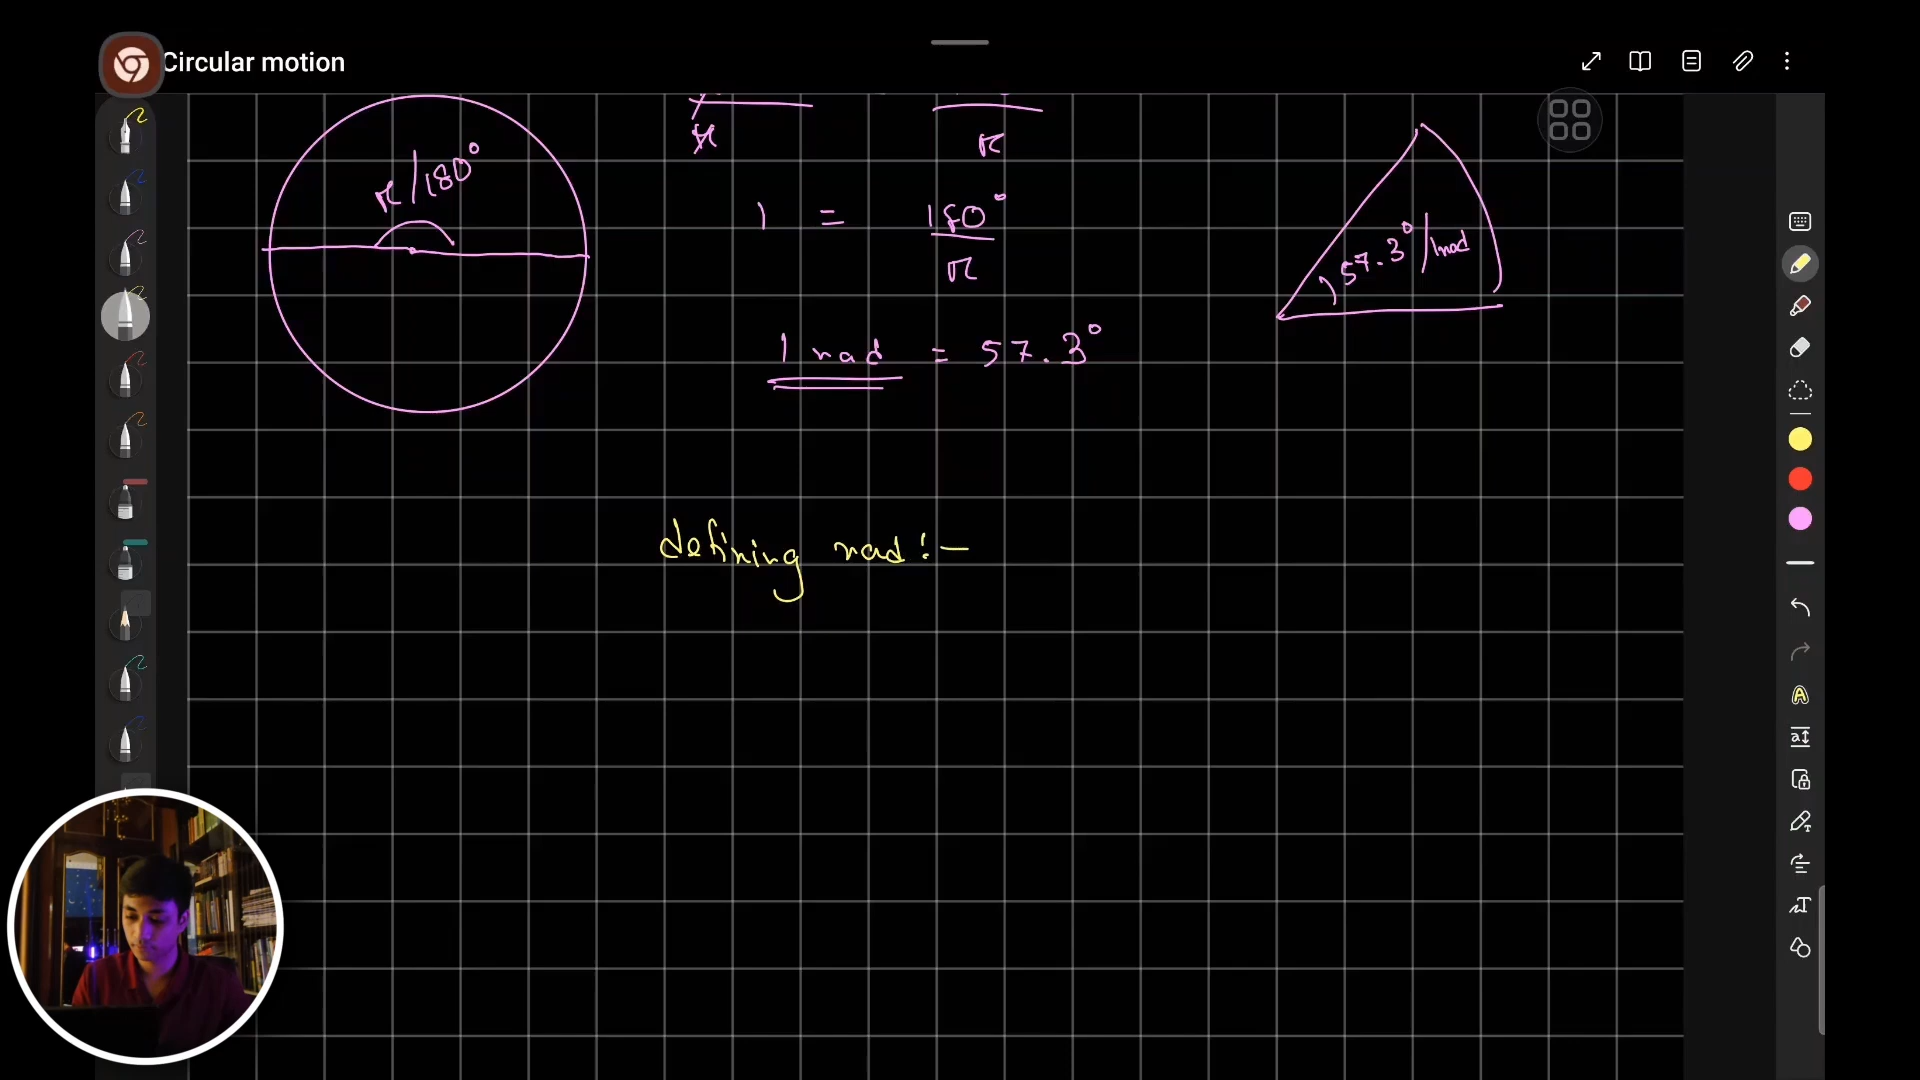 Circular motion
π/180°
π π
1 = 180°
π
57.3°/1rad
1 rad = 57.3°
defining rad:-